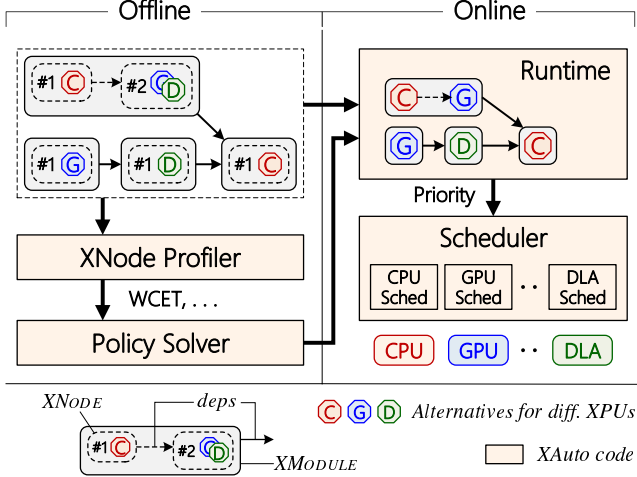 Offline
Online
#1 C
#2 G D
#1 G
#1 D
#1 C
XNode Profiler
WCET, . . .
Policy Solver
Runtime
C G
G D C
Priority
Scheduler
CPU Sched
GPU Sched
· ·
DLA Sched
CPU
GPU
· ·
DLA
XNODE
deps
#1 C
#2 G D
XMODULE
C G D Alternatives for diff. XPUs
XAuto code